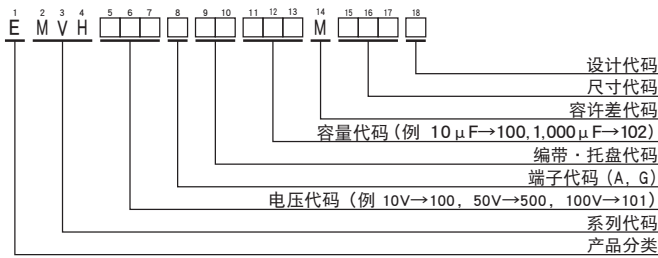 1 2 3 4 5 6 7 8 9 10 11 12 13 14 15 16 17 18
E M V H □□□ □ □□ □□□ M □□□ □
设计代码
尺寸代码
容许差代码
容量代码（例 10μF→100,1,000μF→102）
编带·托盘代码
端子代码（A, G）
电压代码（例 10V→100, 50V→500, 100V→101）
系列代码
产品分类